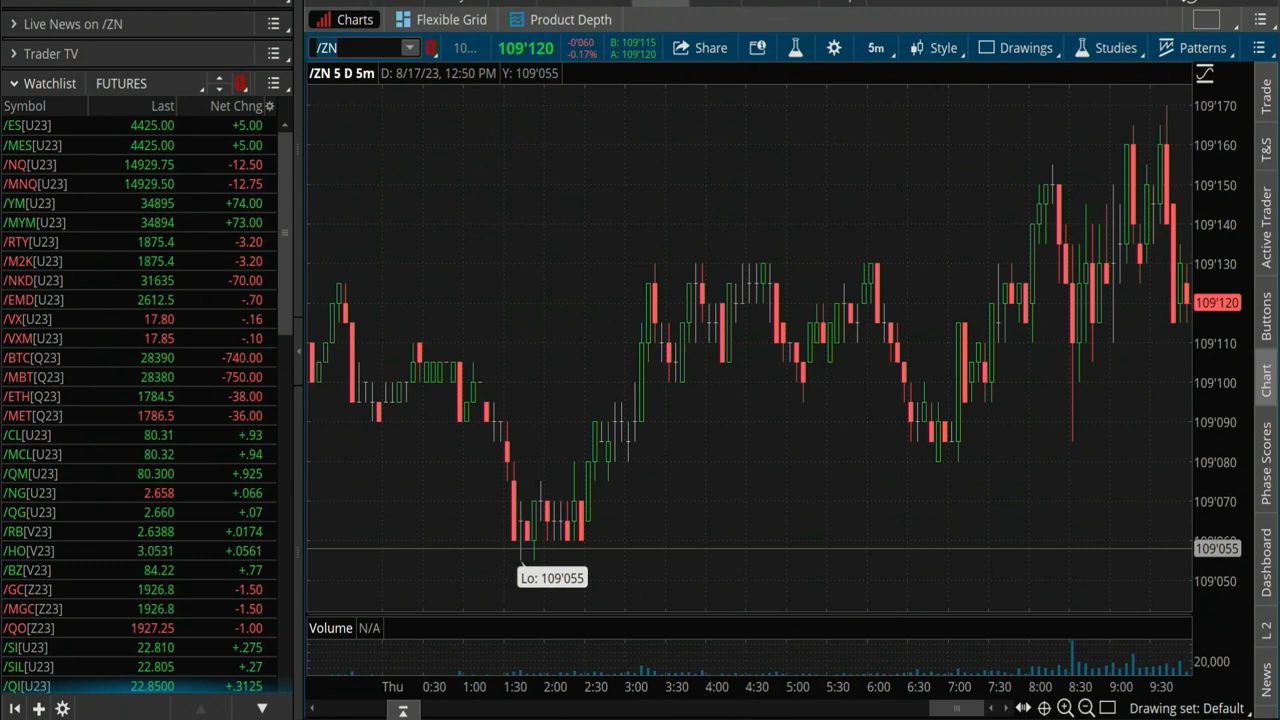 Live News on /ZN
Trader TV
Watchlist FUTURES
Symbol Last Net Chng
/ES[U23] 4425.00 +5.00
/MES[U23] 4425.00 +5.00
/NQ[U23] 14929.75 -12.50
/MNQ[U23] 14929.50 -12.75
/YM[U23] 34895 +74.00
/MYM[U23] 34894 +73.00
/RTY[U23] 1875.4 -3.20
/M2K[U23] 1875.4 -3.20
/NKD[U23] 31635 -70.00
/EMD[U23] 2612.5 -.70
/VX[U23] 17.80 -.16
/VXM[U23] 17.85 -.10
/BTC[Q23] 28390 -740.00
/MBT[Q23] 28380 -750.00
/ETH[Q23] 1784.5 -38.00
/MET[Q23] 1786.5 -36.00
/CL[U23] 80.31 +.93
/MCL[U23] 80.32 +.94
/QM[U23] 80.300 +.925
/NG[U23] 2.658 +.066
/QG[U23] 2.660 +.07
/RB[V23] 2.6388 +.0174
/HO[V23] 3.0531 +.0561
/BZ[V23] 84.22 +.77
/GC[Z23] 1926.8 -1.50
/MGC[Z23] 1926.8 -1.50
/QO[Z23] 1927.25 -1.00
/SI[U23] 22.810 +.275
/SIL[U23] 22.805 +.27
/QI[U23] 22.8500 +.3125
Charts Flexible Grid Product Depth
/ZN 10... 109'120 -0'060 B: 109'115 Share 5m Style Drawings Studies Patterns
-0.17% A: 109'120
/ZN 5 D 5m D: 8/17/23, 12:50 PM Y: 109'055
109'170
109'160
109'150
109'140
109'130
109'120
109'110
109'100
109'090
109'080
109'070
109'055
109'050
Lo: 109'055
Volume N/A
20,000
Thu 0:30 1:00 1:30 2:00 2:30 3:00 3:30 4:00 4:30 5:00 5:30 6:00 6:30 7:00 7:30 8:00 8:30 9:00 9:30
Drawing set: Default
Trade
T&S
Active Trader
Buttons
Chart
Phase Scores
Dashboard
L 2
News